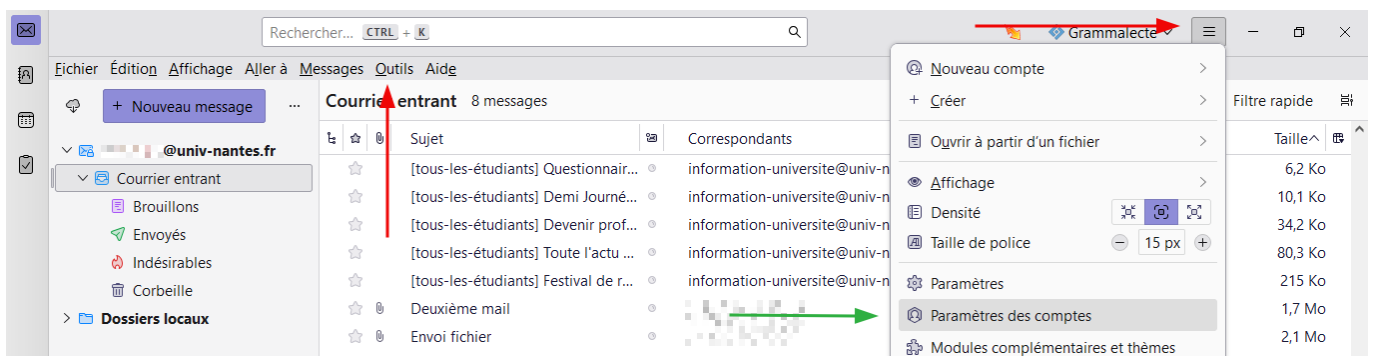 Rechercher... CTRL + K
Grammalecte
Fichier Édition Affichage Aller à Messages Outils Aide
+ Nouveau message ...
Courrier entrant 8 messages
Filtre rapide
Sujet Correspondants Taille
@univ-nantes.fr
Courrier entrant
Brouillons
Envoyés
Indésirables
Corbeille
Dossiers locaux
[tous-les-étudiants] Questionnair... information-universite@univ-n 6,2 Ko
[tous-les-étudiants] Demi Journé... information-universite@univ-n 10,1 Ko
[tous-les-étudiants] Devenir prof... information-universite@univ-n 34,2 Ko
[tous-les-étudiants] Toute l'actu ... information-universite@univ-n 80,3 Ko
[tous-les-étudiants] Festival de r... information-universite@univ-n 215 Ko
Deuxième mail 1,7 Mo
Envoi fichier 2,1 Mo
Nouveau compte
+ Créer
Ouvrir à partir d'un fichier
Affichage
Densité
Taille de police − 15 px +
Paramètres
Paramètres des comptes
Modules complémentaires et thèmes